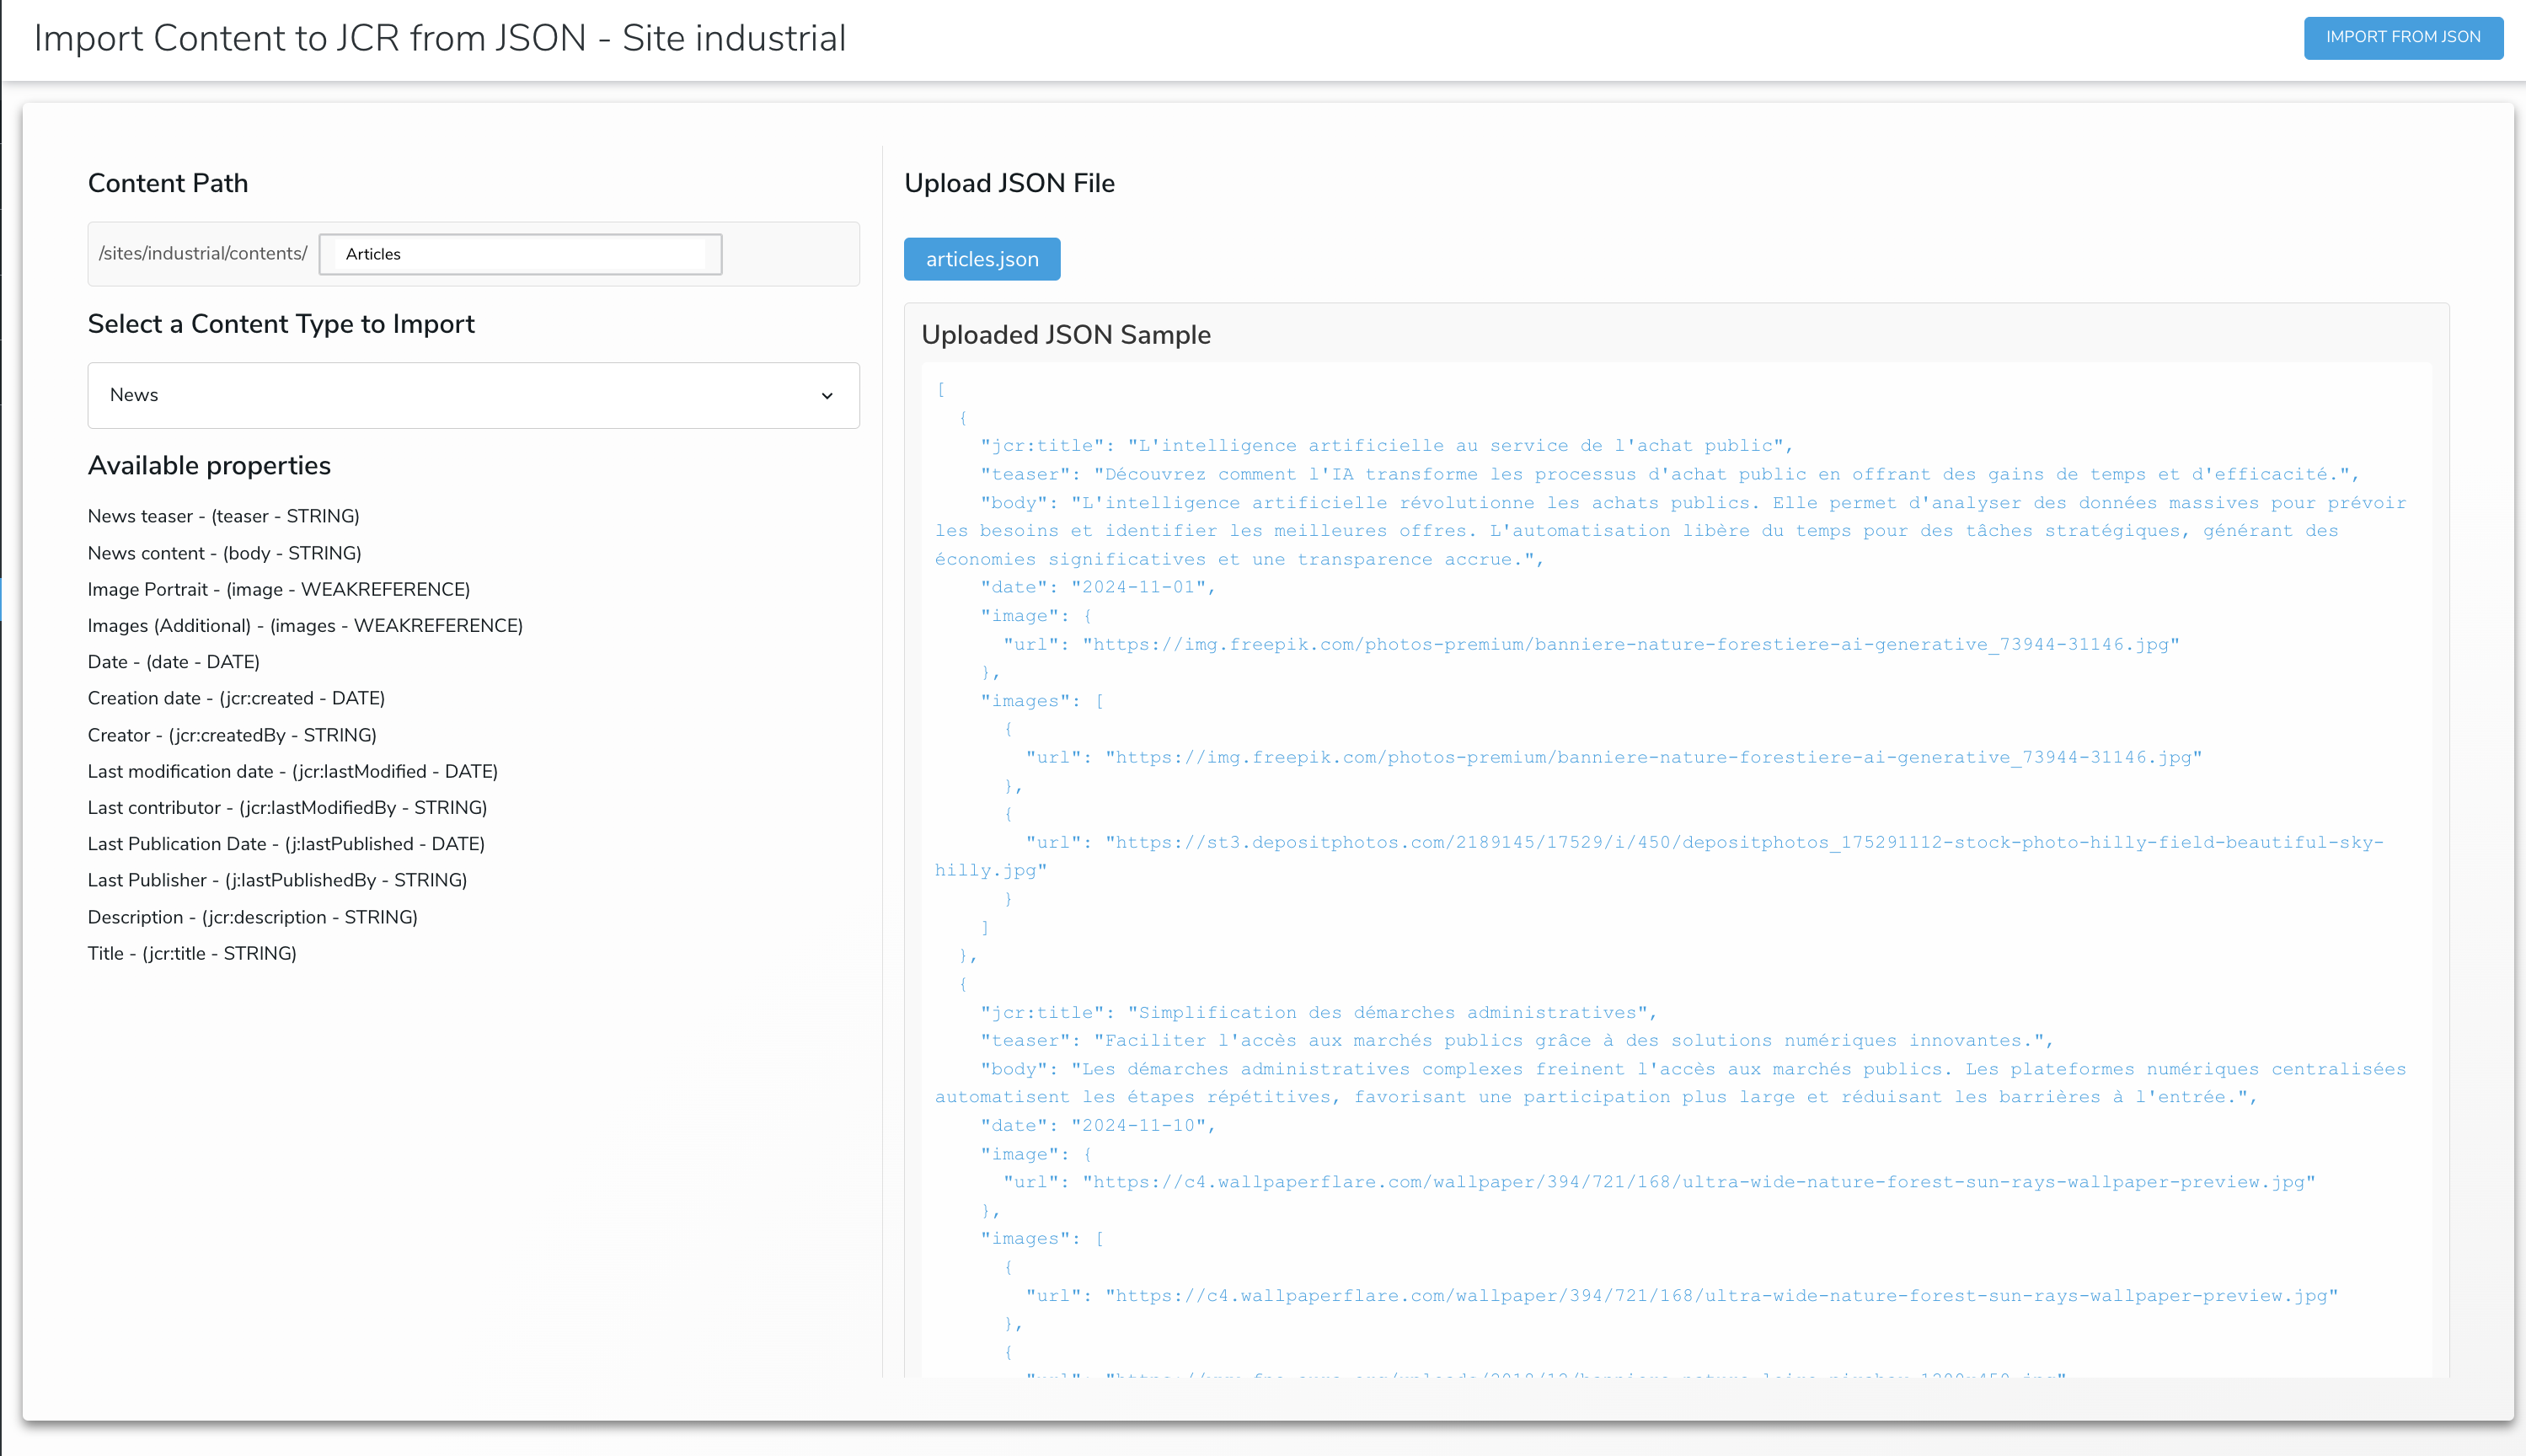 Import Content to JCR from JSON - Site industrial
IMPORT FROM JSON
Content Path
/sites/industrial/contents/
Articles
Select a Content Type to Import
News
Available properties
News teaser - (teaser - STRING)
News content - (body - STRING)
Image Portrait - (image - WEAKREFERENCE)
Images (Additional) - (images - WEAKREFERENCE)
Date - (date - DATE)
Creation date - (jcr:created - DATE)
Creator - (jcr:createdBy - STRING)
Last modification date - (jcr:lastModified - DATE)
Last contributor - (jcr:lastModifiedBy - STRING)
Last Publication Date - (j:lastPublished - DATE)
Last Publisher - (j:lastPublishedBy - STRING)
Description - (jcr:description - STRING)
Title - (jcr:title - STRING)
Upload JSON File
articles.json
Uploaded JSON Sample
[
{
"jcr:title": "L'intelligence artificielle au service de l'achat public",
"teaser": "Découvrez comment l'IA transforme les processus d'achat public en offrant des gains de temps et d'efficacité.",
"body": "L'intelligence artificielle révolutionne les achats publics. Elle permet d'analyser des données massives pour prévoir
les besoins et identifier les meilleures offres. L'automatisation libère du temps pour des tâches stratégiques, générant des
économies significatives et une transparence accrue.",
"date": "2024-11-01",
"image": {
"url": "https://img.freepik.com/photos-premium/banniere-nature-forestiere-ai-generative_73944-31146.jpg"
},
"images": [
{
"url": "https://img.freepik.com/photos-premium/banniere-nature-forestiere-ai-generative_73944-31146.jpg"
},
{
"url": "https://st3.depositphotos.com/2189145/17529/i/450/depositphotos_175291112-stock-photo-hilly-field-beautiful-sky-
hilly.jpg"
}
]
},
{
"jcr:title": "Simplification des démarches administratives",
"teaser": "Faciliter l'accès aux marchés publics grâce à des solutions numériques innovantes.",
"body": "Les démarches administratives complexes freinent l'accès aux marchés publics. Les plateformes numériques centralisées
automatisent les étapes répétitives, favorisant une participation plus large et réduisant les barrières à l'entrée.",
"date": "2024-11-10",
"image": {
"url": "https://c4.wallpaperflare.com/wallpaper/394/721/168/ultra-wide-nature-forest-sun-rays-wallpaper-preview.jpg"
},
"images": [
{
"url": "https://c4.wallpaperflare.com/wallpaper/394/721/168/ultra-wide-nature-forest-sun-rays-wallpaper-preview.jpg"
},
{